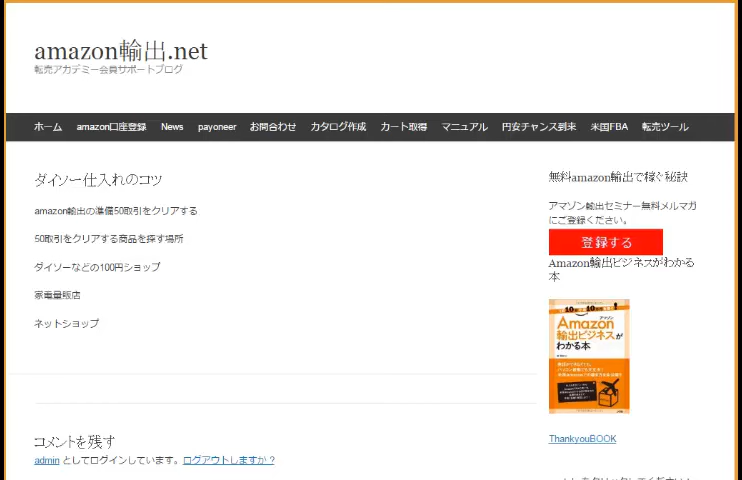 amazon輸出.net
転売アカデミー会員サポートブログ
ホーム amazon口座登録 News payoneer お問合わせ カタログ作成 カート取得 マニュアル 円安チャンス到来 米国FBA 転売ツール
ダイソー仕入れのコツ
amazon輸出の準備50取引をクリアする
50取引をクリアする商品を探す場所
ダイソーなどの100円ショップ
家電量販店
ネットショップ
コメントを残す
admin としてログインしています。ログアウトしますか ?
無料amazon輸出で稼ぐ秘訣
アマゾン輸出セミナー無料メルマガ
にご登録ください。
登録する
Amazon輸出ビジネスがわかる
本
アマゾン
Amazon
輸出ビジネスが
わかる本
ThankyouBOOK